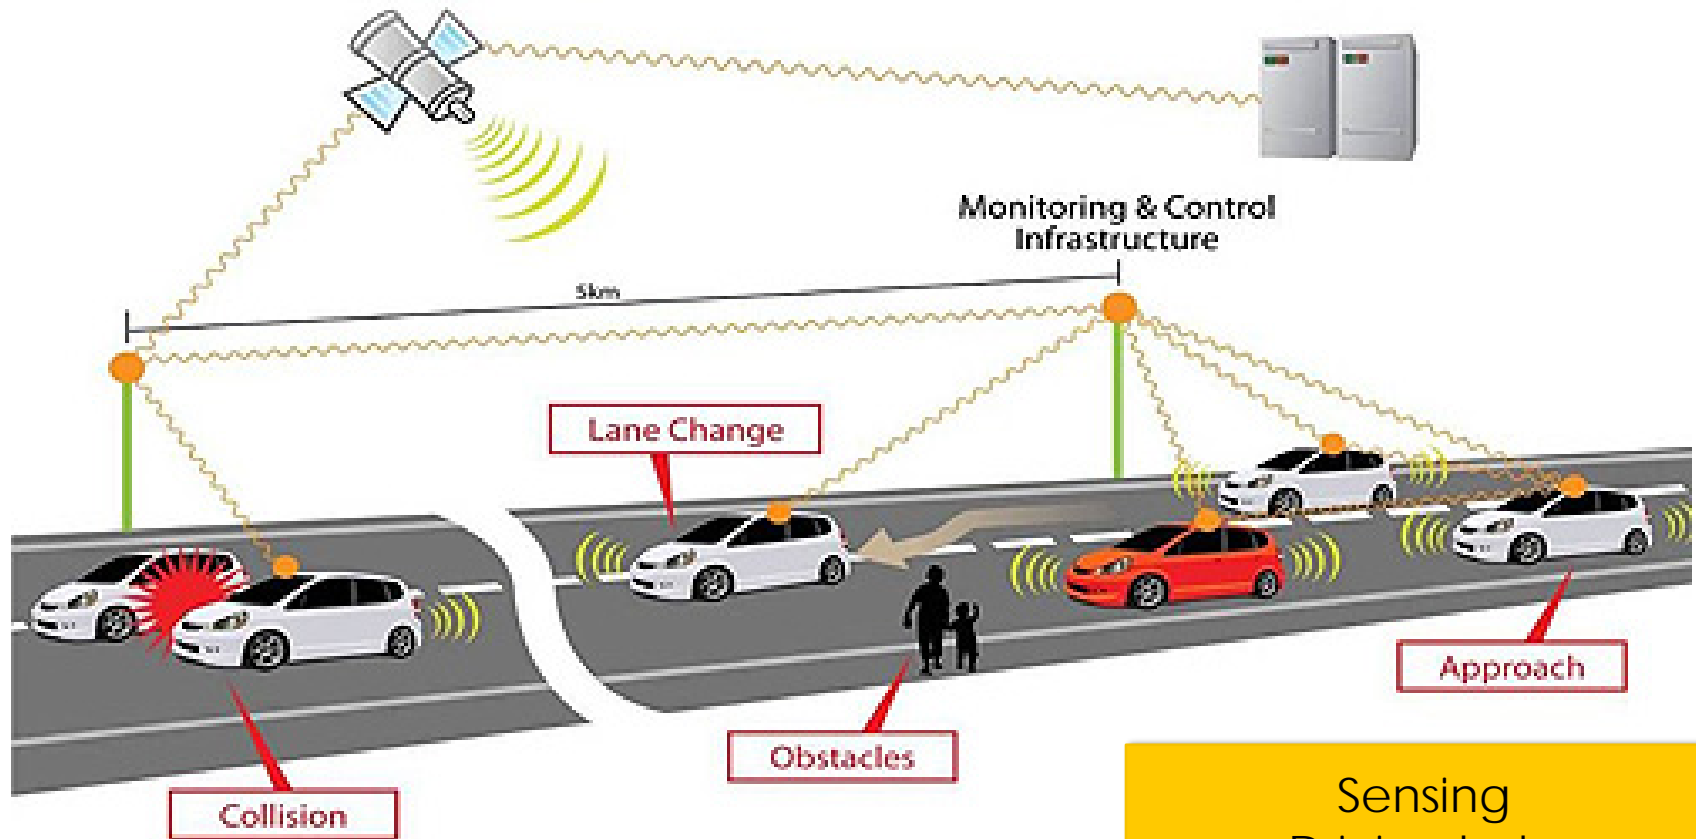 Monitoring & Control
Infrastructure
5km
Lane Change
Approach
Obstacles
Collision
Sensing